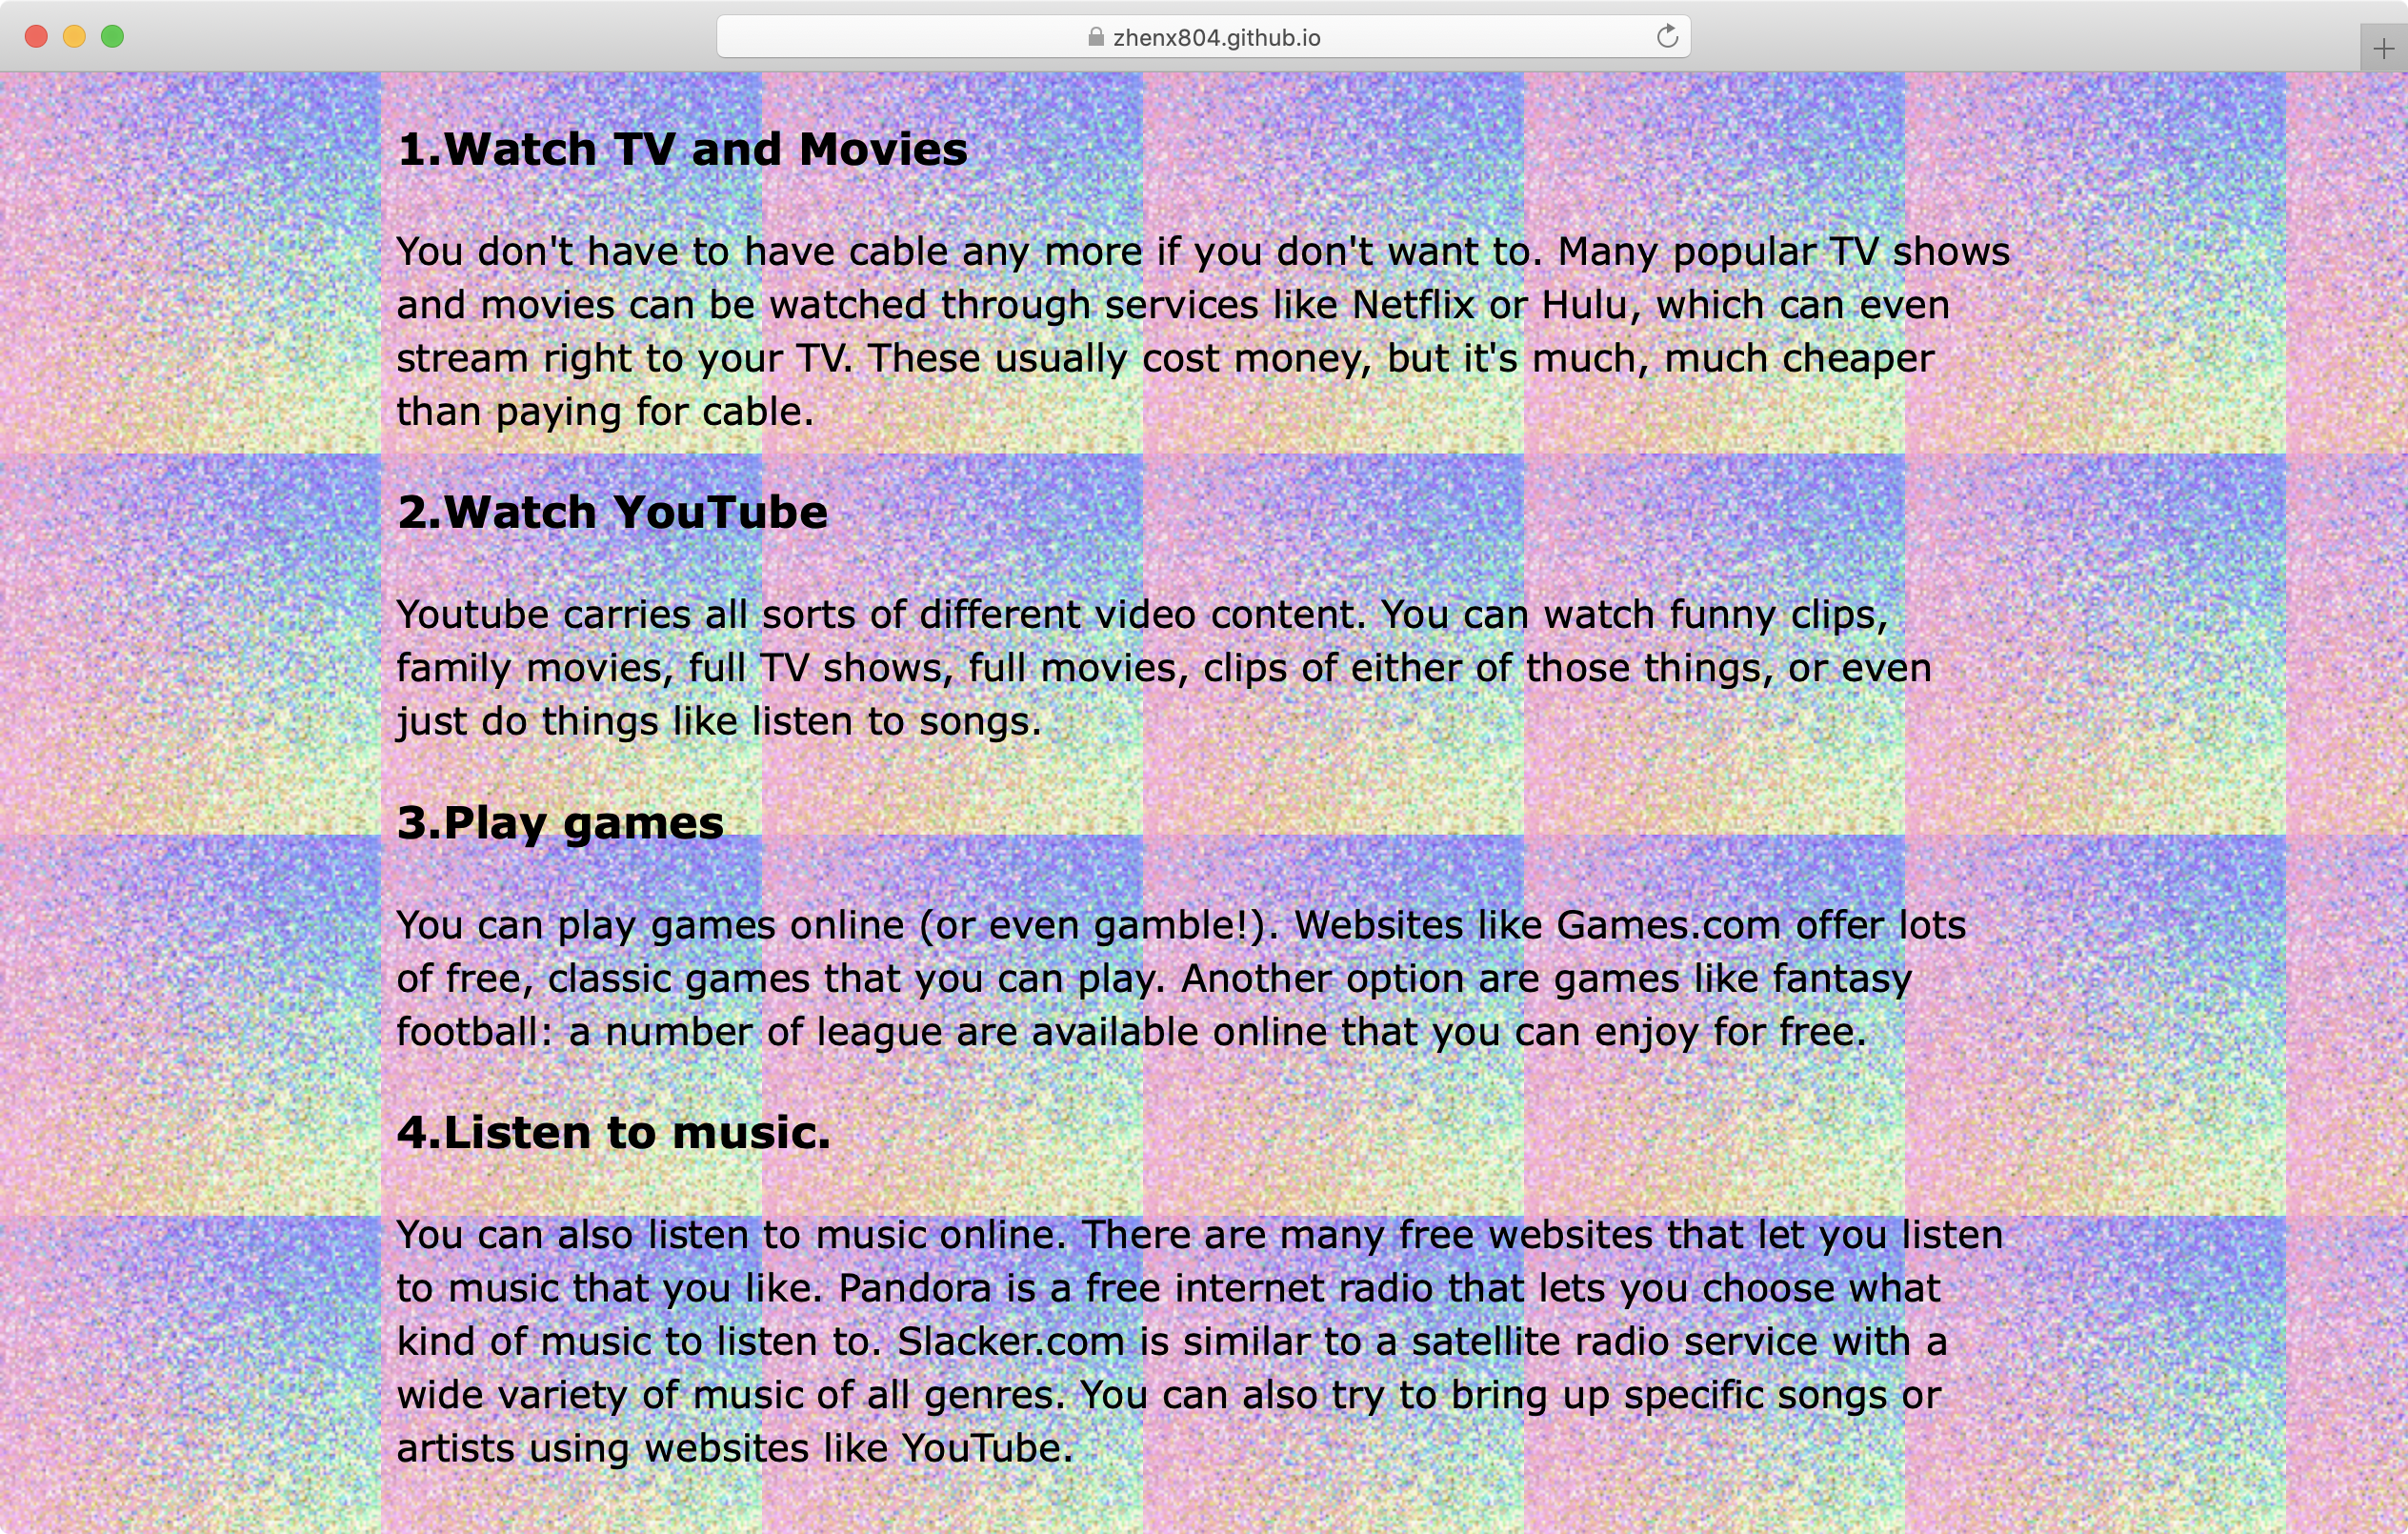 zhenx804.github.io
1.Watch TV and Movies
You don't have to have cable any more if you don't want to. Many popular TV shows
and movies can be watched through services like Netflix or Hulu, which can even
stream right to your TV. These usually cost money, but it's much, much cheaper
than paying for cable.
2.Watch YouTube
Youtube carries all sorts of different video content. You can watch funny clips,
family movies, full TV shows, full movies, clips of either of those things, or even
just do things like listen to songs.
3.Play games
You can play games online (or even gamble!). Websites like Games.com offer lots
of free, classic games that you can play. Another option are games like fantasy
football: a number of league are available online that you can enjoy for free.
4.Listen to music.
You can also listen to music online. There are many free websites that let you listen
to music that you like. Pandora is a free internet radio that lets you choose what
kind of music to listen to. Slacker.com is similar to a satellite radio service with a
wide variety of music of all genres. You can also try to bring up specific songs or
artists using websites like YouTube.